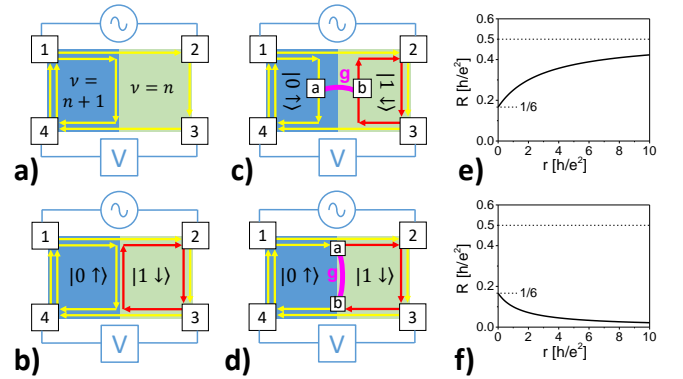 a)
1
2
ν =
n + 1
ν = n
4
3
V
c)
1
2
|0 ↑⟩
a
g
b
|1 ↓⟩
4
3
V
e)
R [h/e²]
0.6
0.5
0.4
0.2
0.0
1/6
0 2 4 6 8 10
r [h/e²]
b)
1
2
|0 ↑⟩
|1 ↓⟩
4
3
V
d)
1
2
a
|0 ↑⟩
g
|1 ↓⟩
b
4
3
V
f)
R [h/e²]
0.6
0.5
0.4
0.2
0.0
1/6
0 2 4 6 8 10
r [h/e²]